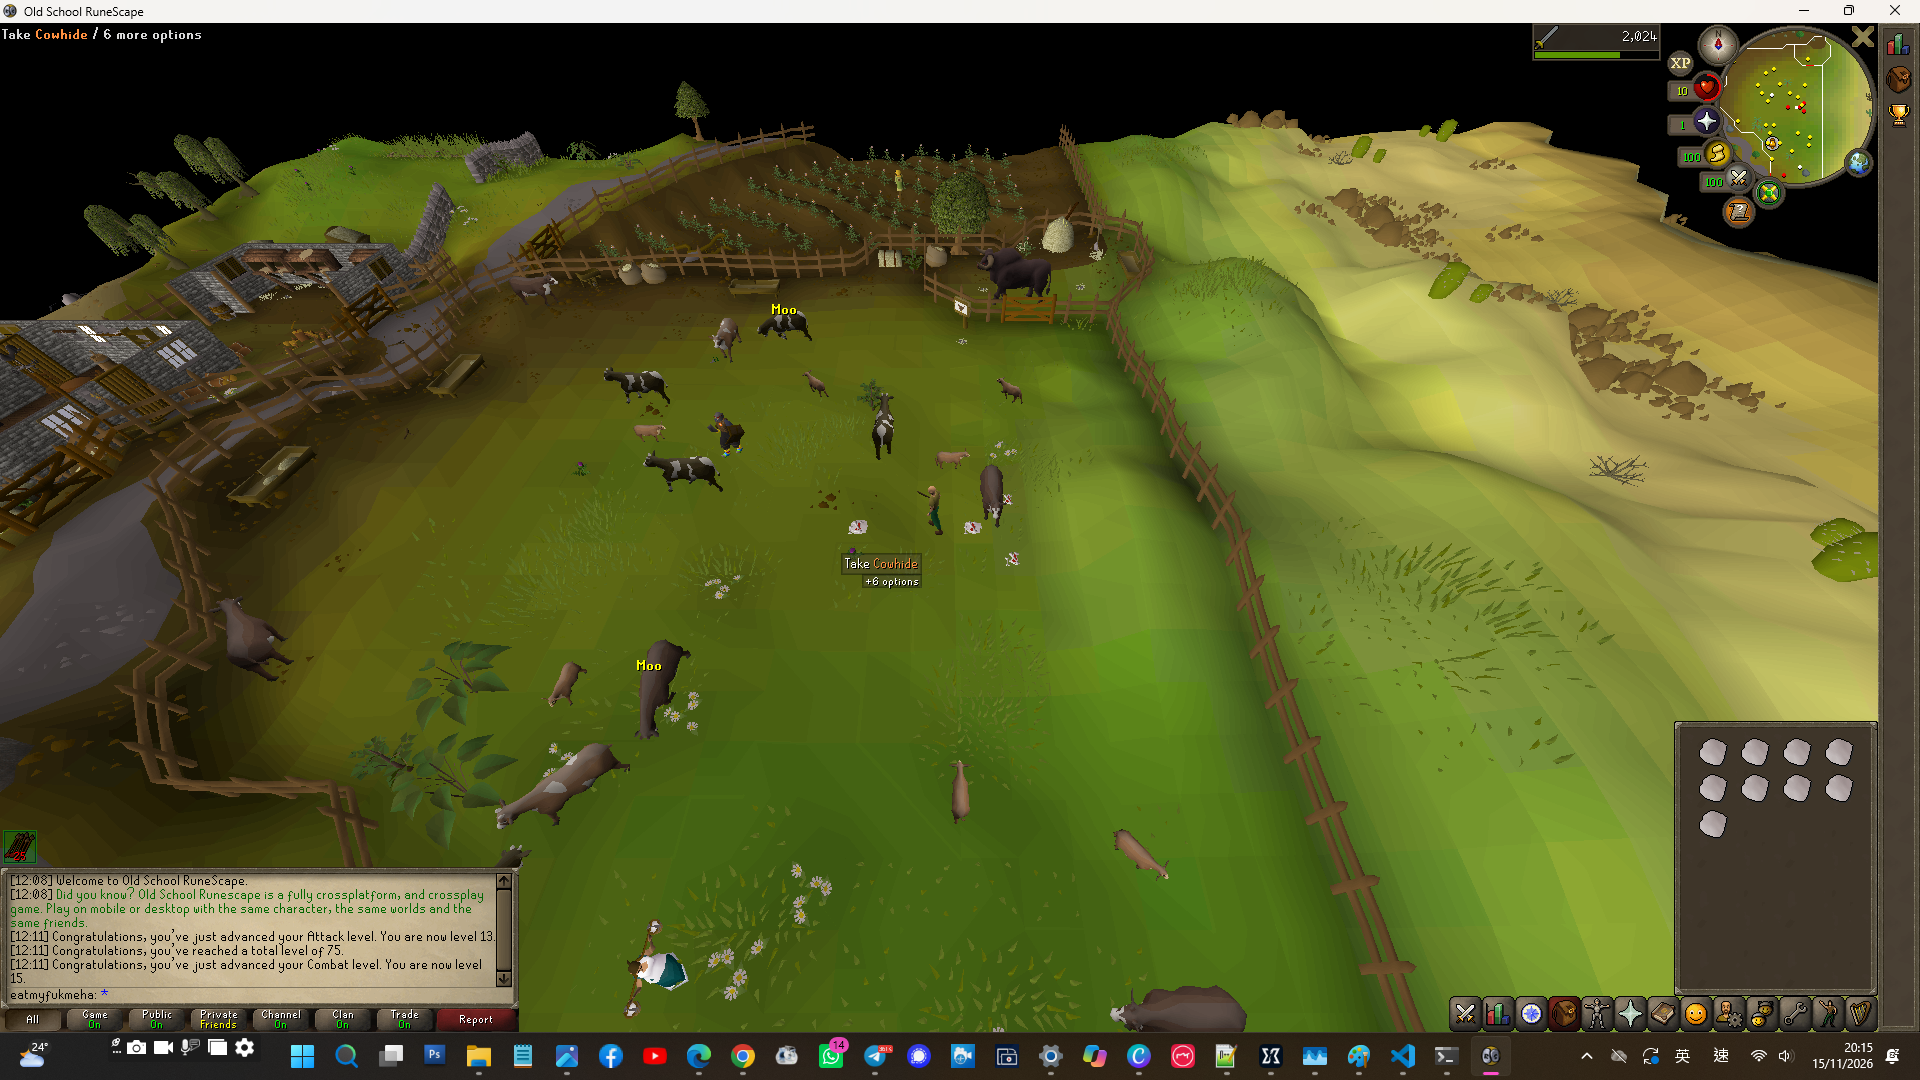 Old School RuneScape
Take Cowhide / 6 more options
2,024
XP
N
10
1
100
100
Moo
Take Cowhide
+6 options
Moo
25
[12:08] Welcome to Old School RuneScape.
[12:08] Did you know? Old School Runescape is a fully crossplatform, and crossplay
game. Play on mobile or desktop with the same character, the same worlds and the
same friends.
[12:11] Congratulations, you've just advanced your Attack level. You are now level 13.
[12:11] Congratulations, you've reached a total level of 75.
[12:11] Congratulations, you've just advanced your Combat level. You are now level
15.
eatmyfukmeha: *
All
Game
On
Public
On
Private
Friends
Channel
On
Clan
On
Trade
On
Report
24°
Ps
14
英
速
20:15
15/11/2026